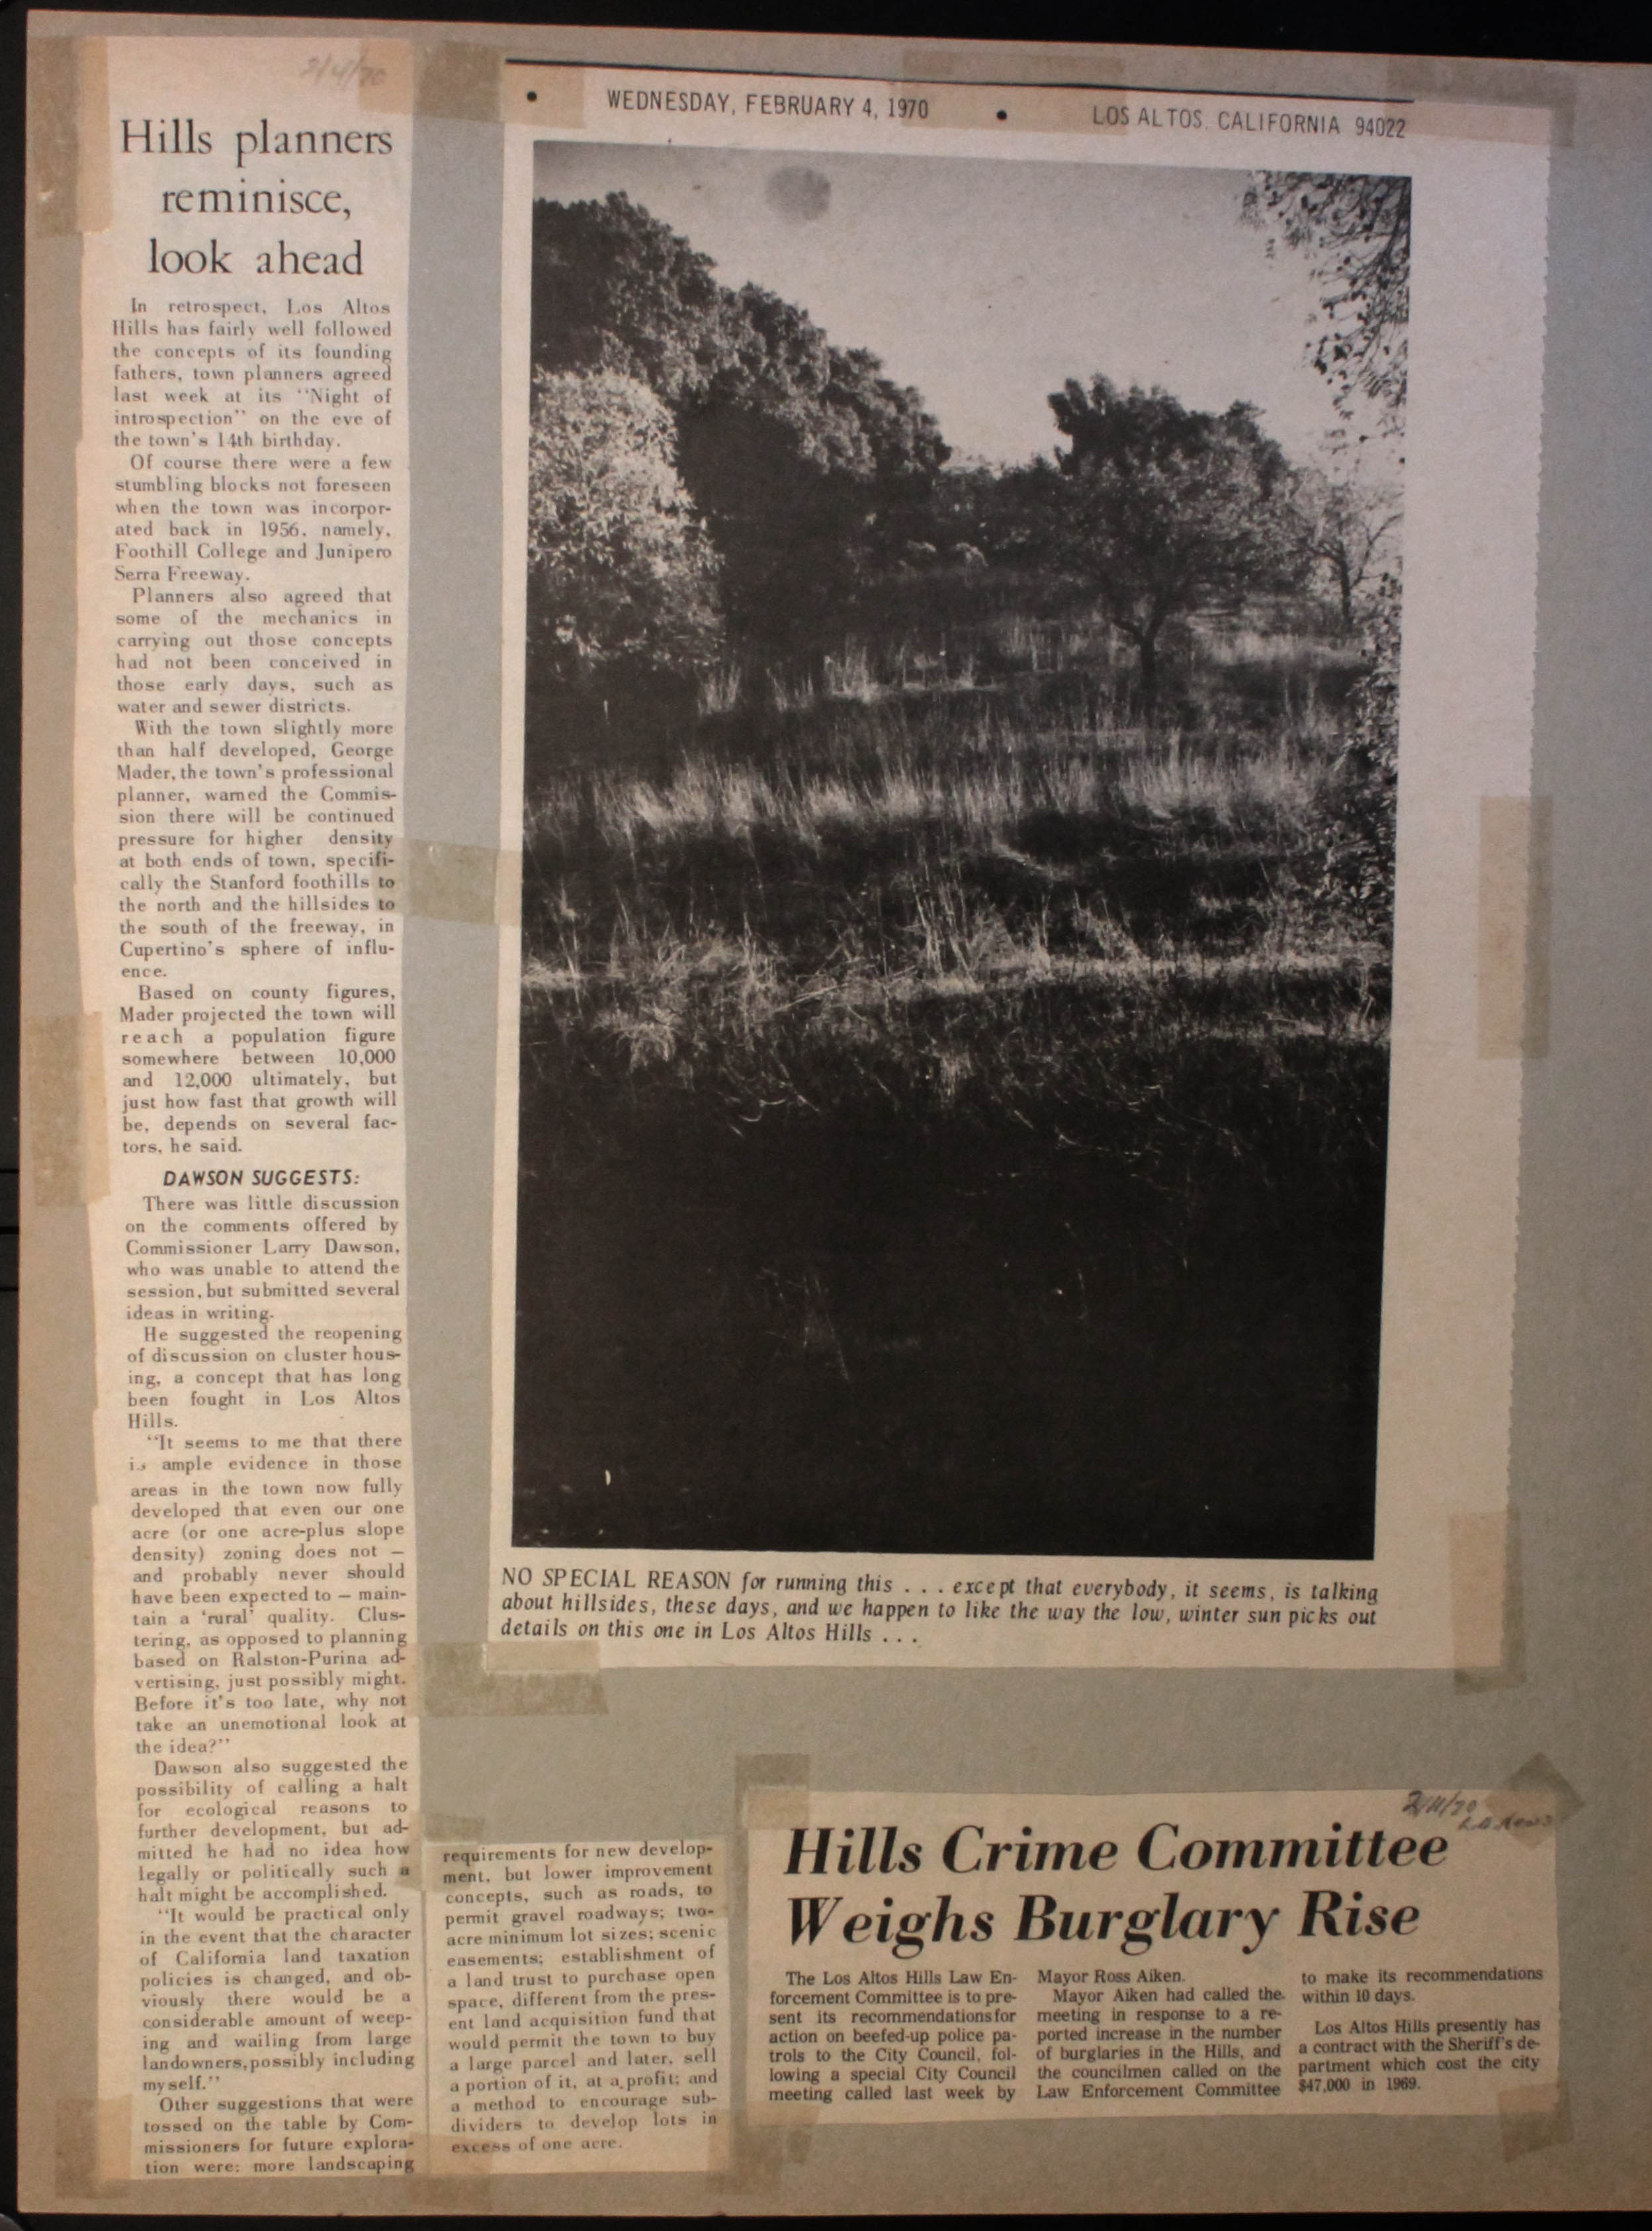 2/4/70
Hills planners
reminisce,
look ahead
In retrospect, Los Altos
Hills has fairly well followed
the concepts of its founding
fathers, town planners agreed
last week at its "Night of
introspection" on the eve of
the town's 14th birthday.
Of course there were a few
stumbling blocks not foreseen
when the town was incorpor-
ated back in 1956, namely,
Foothill College and Junipero
Serra Freeway.
Planners also agreed that
some of the mechanics in
carrying out those concepts
had not been conceived in
those early days, such as
water and sewer districts.
With the town slightly more
than half developed, George
Mader, the town's professional
planner, warned the Commis-
sion there will be continued
pressure for higher density
at both ends of town, specifi-
cally the Stanford foothills to
the north and the hillsides to
the south of the freeway, in
Cupertino's sphere of influ-
ence.
Based on county figures,
Mader projected the town will
reach a population figure
somewhere between 10,000
and 12,000 ultimately, but
just how fast that growth will
be, depends on several fac-
tors, he said.
DAWSON SUGGESTS:
There was little discussion
on the comments offered by
Commissioner Larry Dawson,
who was unable to attend the
session, but submitted several
ideas in writing.
He suggested the reopening
of discussion on cluster hous-
ing, a concept that has long
been fought in Los Altos
Hills.
"It seems to me that there
is ample evidence in those
areas in the town now fully
developed that even our one
acre (or one acre-plus slope
density) zoning does not —
and probably never should
have been expected to — main-
tain a 'rural' quality. Clus-
tering, as opposed to planning
based on Ralston-Purina ad-
vertising, just possibly might.
Before it's too late, why not
take an unemotional look at
the idea?"
Dawson also suggested the
possibility of calling a halt
for ecological reasons to
further development, but ad-
mitted he had no idea how
legally or politically such a
halt might be accomplished.
"It would be practical only
in the event that the character
of California land taxation
policies is changed, and ob-
viously there would be a
considerable amount of weep-
ing and wailing from large
landowners, possibly including
myself."
Other suggestions that were
tossed on the table by Com-
missioners for future explora-
tion were: more landscaping
requirements for new develop-
ment, but lower improvement
concepts, such as roads, to
permit gravel roadways; two-
acre minimum lot sizes; scenic
easements; establishment of
a land trust to purchase open
space, different from the pres-
ent land acquisition fund that
would permit the town to buy
a large parcel and later, sell
a portion of it, at a profit; and
a method to encourage sub-
dividers to develop lots in
excess of one acre.
• WEDNESDAY, FEBRUARY 4, 1970 • LOS ALTOS, CALIFORNIA 94022
NO SPECIAL REASON for running this . . . except that everybody, it seems, is talking
about hillsides, these days, and we happen to like the way the low, winter sun picks out
details on this one in Los Altos Hills . . .
2/11/70
LA News
Hills Crime Committee
Weighs Burglary Rise
The Los Altos Hills Law En-
forcement Committee is to pre-
sent its recommendations for
action on beefed-up police pa-
trols to the City Council, fol-
lowing a special City Council
meeting called last week by
Mayor Ross Aiken.
Mayor Aiken had called the
meeting in response to a re-
ported increase in the number
of burglaries in the Hills, and
the councilmen called on the
Law Enforcement Committee
to make its recommendations
within 10 days.
Los Altos Hills presently has
a contract with the Sheriff's de-
partment which cost the city
$47,000 in 1969.